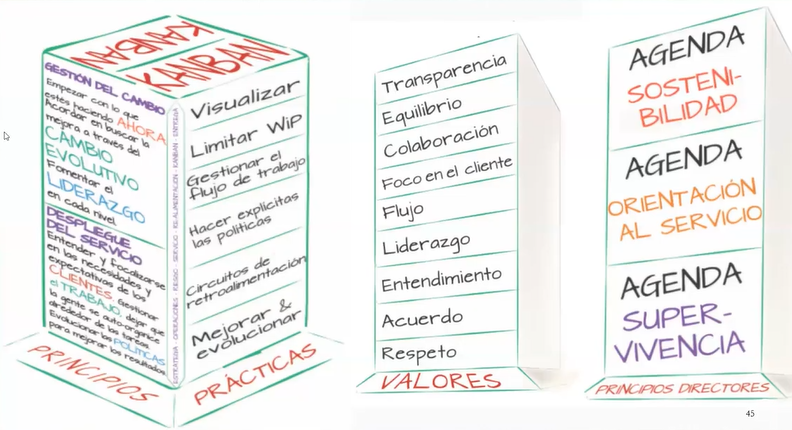 KANBAN
KANBAN
GESTIÓN DEL CAMBIO
Empezar con lo que
estés haciendo AHORA
Acordar en buscar la
mejora a través del
CAMBIO
EVOLUTIVO
Fomentar el
LIDERAZGO
en cada nivel
DESPLIEGUE
DEL SERVICIO
Entender y focalizarse
en las necesidades y
expectativas de los
CLIENTES. Gestionar
el TRABAJO, dejar que
la gente se auto-organice
alrededor de las tareas.
Evolucionar las POLÍTICAS
para mejorar los resultados.
PRINCIPIOS
ESTRATEGIA - OPERACIONES - RIESGO - SERVICIO - RE-ALIMENTACIÓN - KANBAN - ENTREGA
Visualizar
Limitar WiP
Gestionar el
flujo de trabajo
Hacer explícitas
las políticas
Circuitos de
retroalimentación
Mejorar &
evolucionar
PRÁCTICAS
Transparencia
Equilibrio
Colaboración
Foco en el cliente
Flujo
Liderazgo
Entendimiento
Acuerdo
Respeto
VALORES
AGENDA
SOSTENI-
BILIDAD
AGENDA
ORIENTACIÓN
AL SERVICIO
AGENDA
SUPER-
VIVENCIA
PRINCIPIOS DIRECTORES
45